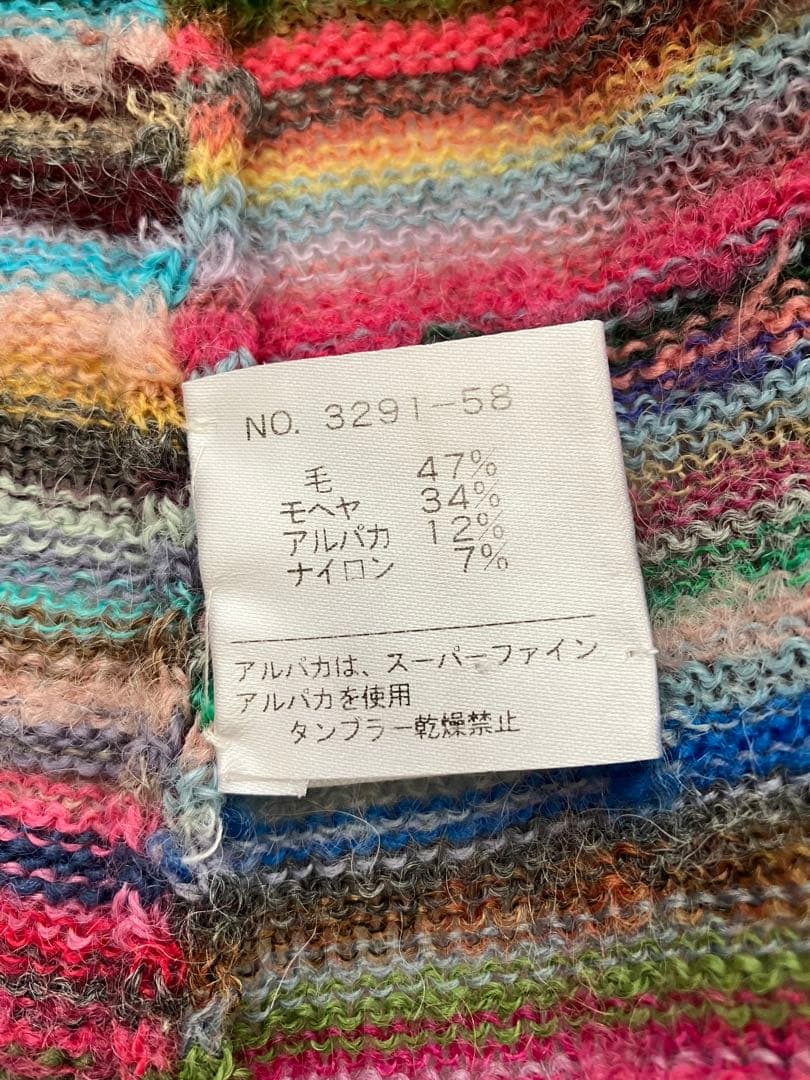 NO. 3291-58
毛 47%
モヘヤ 34%
アルパカ 12%
ナイロン 7%
アルパカは、スーパーファイン
アルパカを使用
タンブラー乾燥禁止